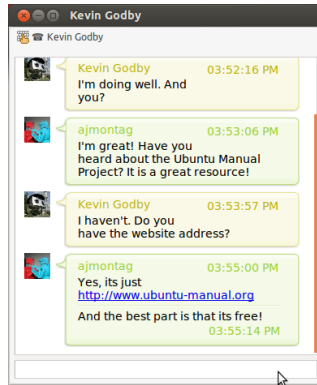 Kevin Godby
Kevin Godby
Kevin Godby 03:52:16 PM
I'm doing well. And
you?
ajmontag 03:53:06 PM
I'm great! Have you
heard about the Ubuntu Manual
Project? It is a great resource!
Kevin Godby 03:53:57 PM
I haven't. Do you
have the website address?
ajmontag 03:55:00 PM
Yes, its just
http://www.ubuntu-manual.org
And the best part is that its free!
03:55:14 PM